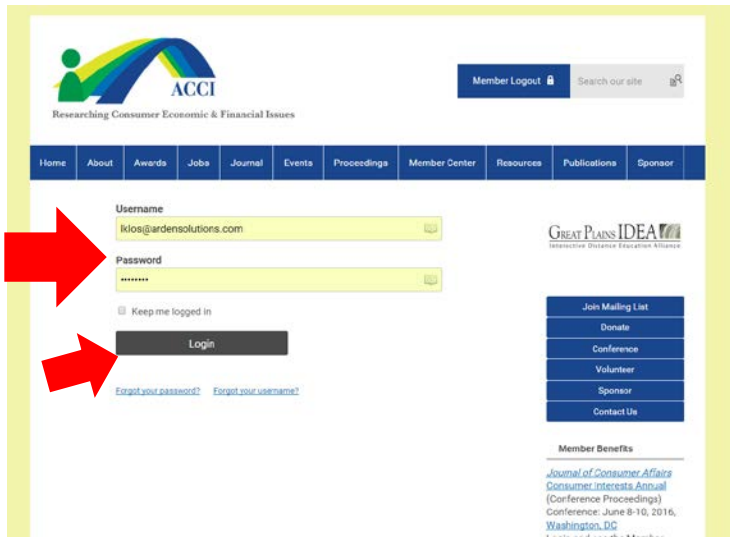 ACCI
Researching Consumer Economic & Financial Issues
Member Logout
Search our site
Home About Awards Jobs Journal Events Proceedings Member Center Resources Publications Sponsor
Username
lklos@ardensolutions.com
Password
••••••••
Keep me logged in
Login
Forgot your password? Forgot your username?
GREAT PLAINS IDEA
Interactive Distance Education Alliance
Join Mailing List
Donate
Conference
Volunteer
Sponsor
Contact Us
Member Benefits
Journal of Consumer Affairs
Consumer Interests Annual
(Conference Proceedings)
Conference: June 8-10, 2016,
Washington, DC